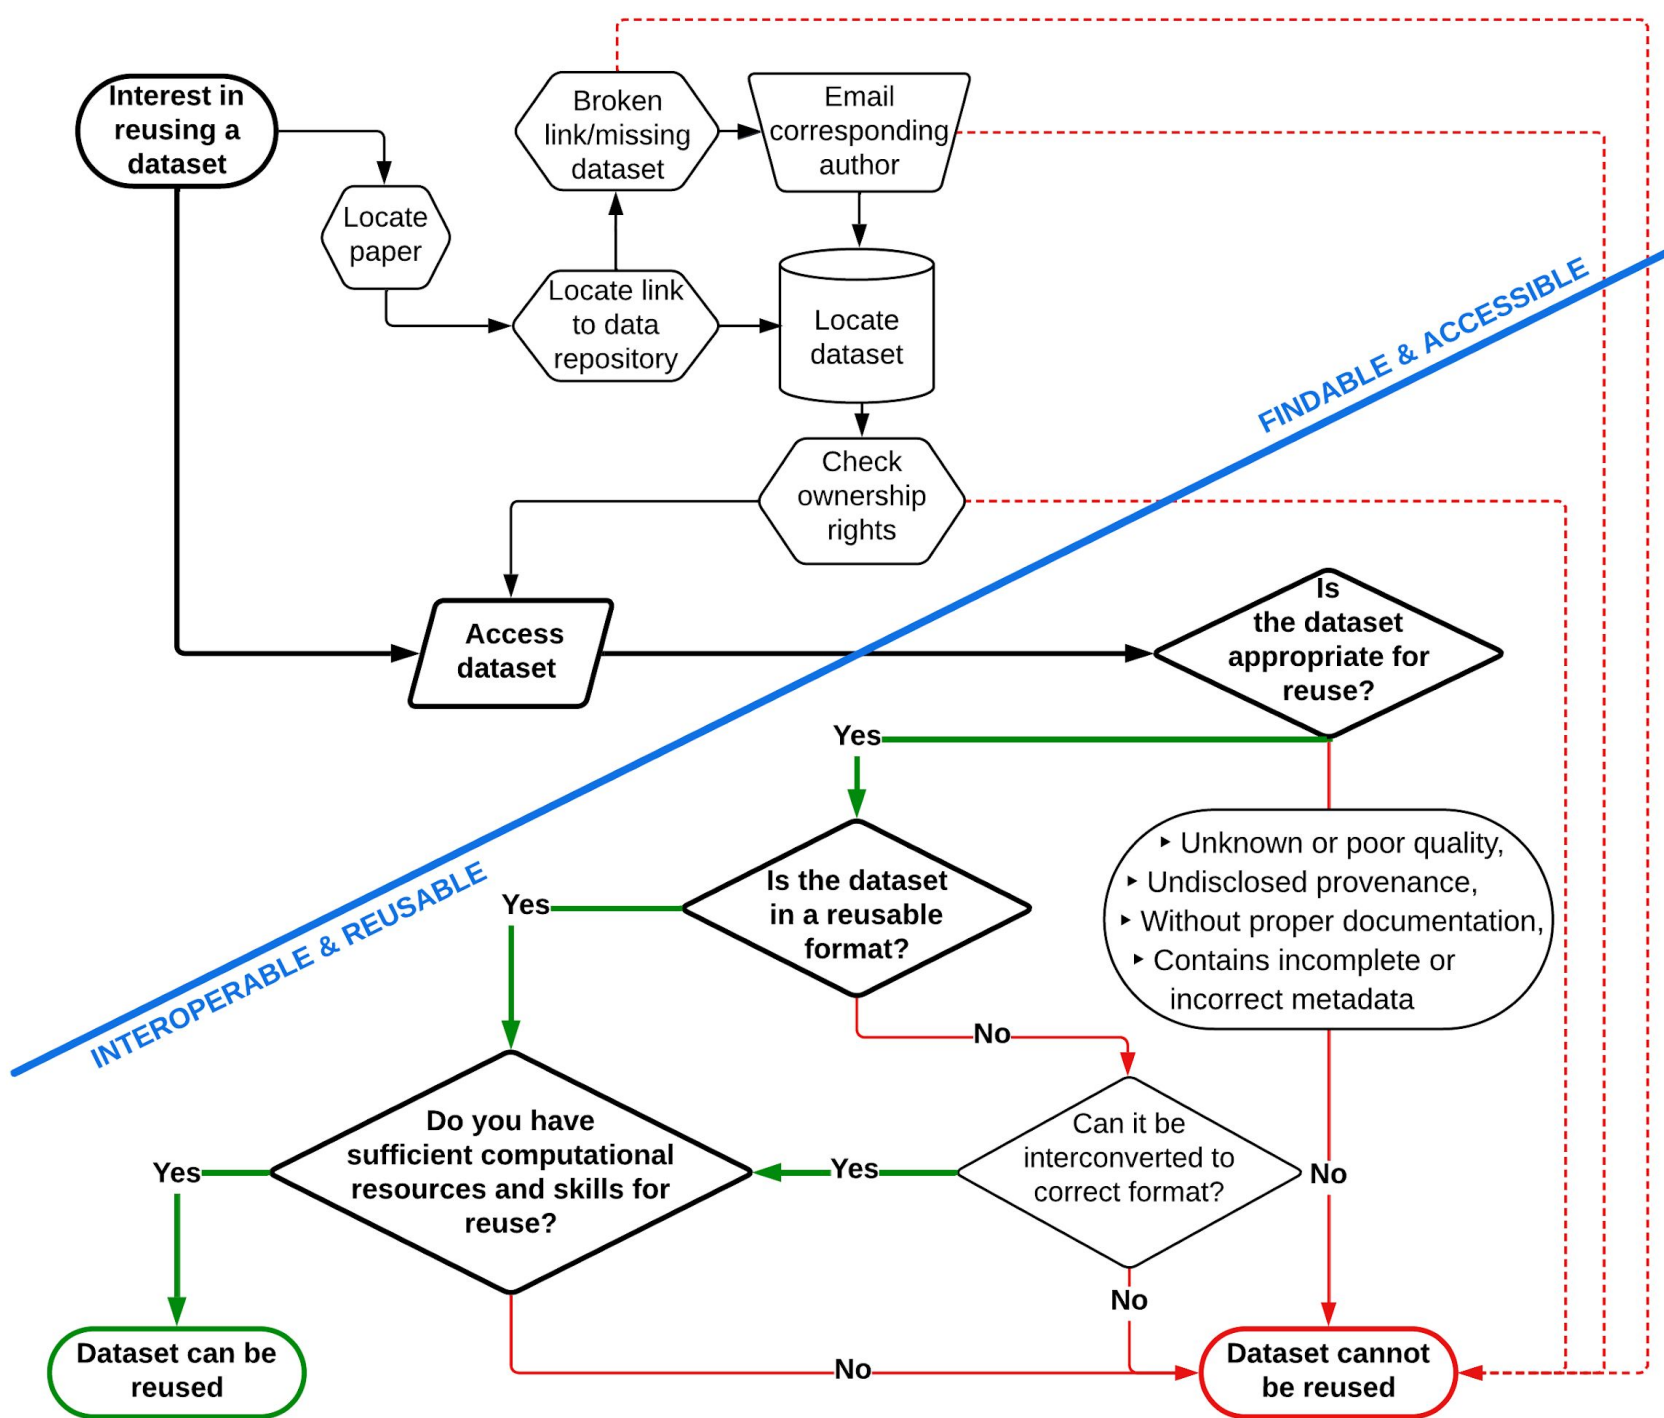 Interest in
reusing a
dataset
Locate
paper
Broken
link/missing
dataset
Email
corresponding
author
Locate link
to data
repository
Locate
dataset
Check
ownership
rights
FINDABLE & ACCESSIBLE
INTEROPERABLE & REUSABLE
Access
dataset
Is
the dataset
appropriate for
reuse?
Yes
‣ Unknown or poor quality,
‣ Undisclosed provenance,
‣ Without proper documentation,
‣ Contains incomplete or
incorrect metadata
No
Is the dataset
in a reusable
format?
Yes
No
Can it be
interconverted to
correct format?
Yes
No
Do you have
sufficient computational
resources and skills for
reuse?
Yes
No
Dataset can be
reused
Dataset cannot
be reused